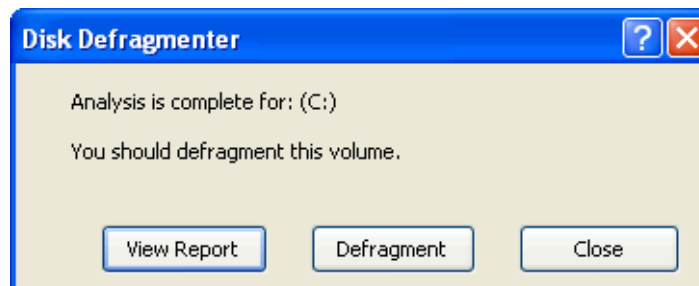 Disk Defragmenter
Analysis is complete for: (C:)
You should defragment this volume.
View Report Defragment Close